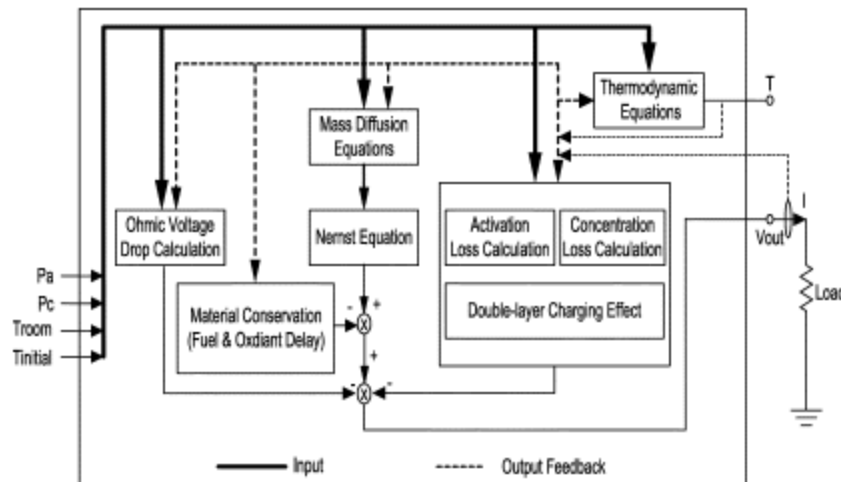 T
Thermodynamic
Equations
Mass Diffusion
Equations
I
Ohmic Voltage
Drop Calculation
Nernst Equation
Activation
Loss Calculation
Concentration
Loss Calculation
Vout
Pa
Pc
Troom
Tinitial
Material Conservation
(Fuel & Oxdiant Delay)
- +
X
Double-layer Charging Effect
Load
+
- -
X
Input
Output Feedback